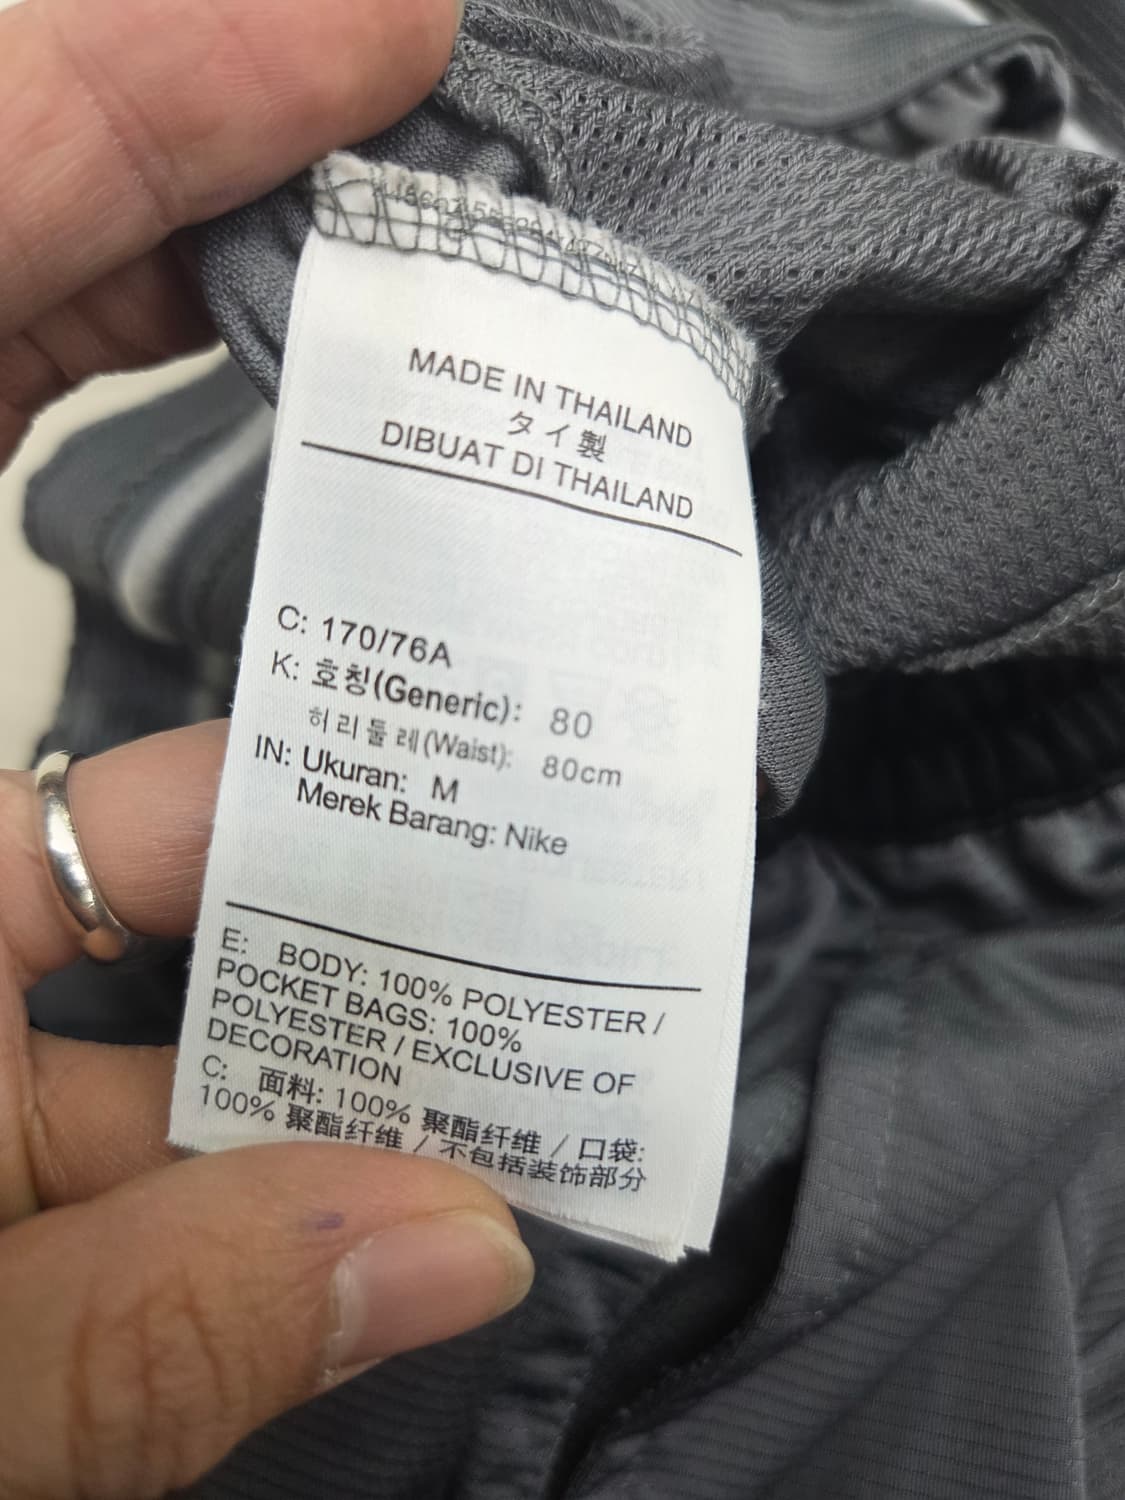 MADE IN THAILAND
タイ製
DIBUAT DI THAILAND
C: 170/76A
K: 호칭(Generic): 80
허리둘레(Waist): 80cm
IN: Ukuran: M
Merek Barang: Nike
E: BODY: 100% POLYESTER /
POCKET BAGS: 100%
POLYESTER / EXCLUSIVE OF
DECORATION
C: 面料: 100% 聚酯纤维 / 口袋:
100% 聚酯纤维 / 不包括装饰部分